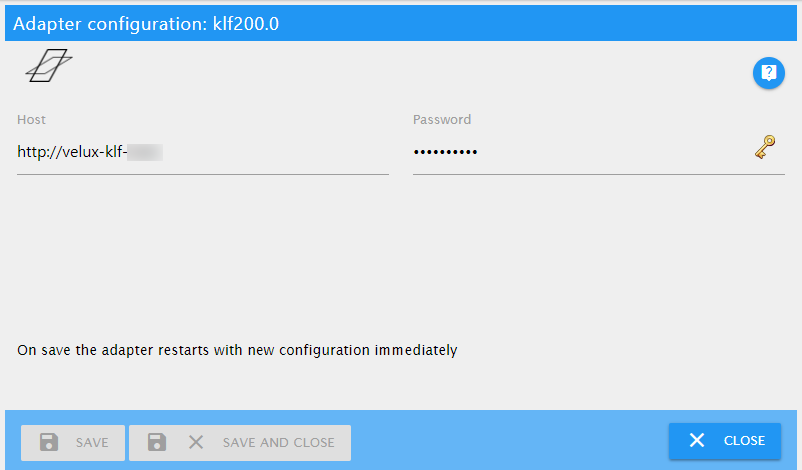 Adapter configuration: klf200.0
Host
Password
http://velux-klf-
••••••••••
On save the adapter restarts with new configuration immediately
SAVE
SAVE AND CLOSE
CLOSE